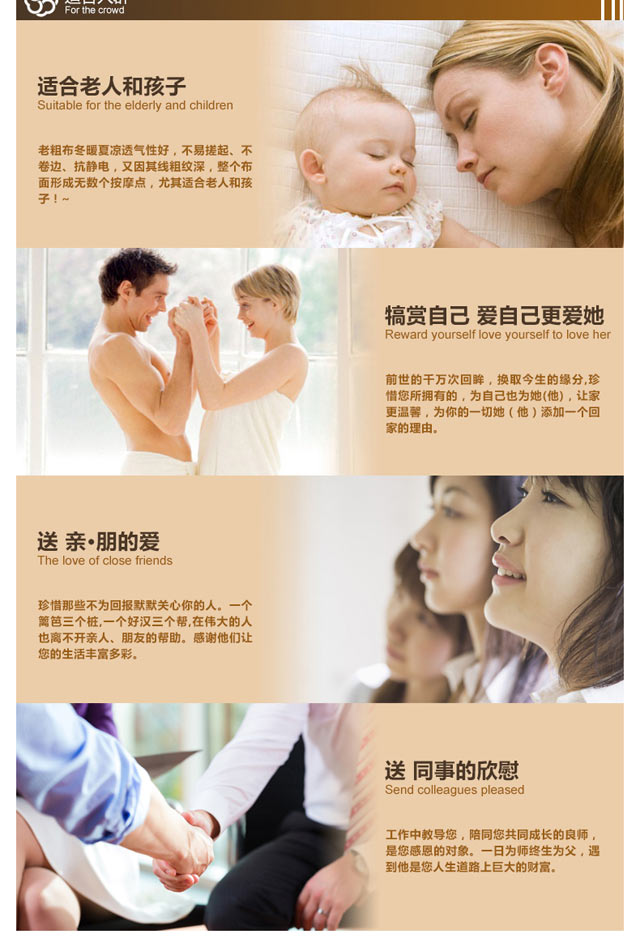 For the crowd
适合老人和孩子
Suitable for the elderly and children
老粗布冬暖夏凉透气性好，不易搓起、不
卷边、抗静电，又因其线粗纹深，整个布
面形成无数个按摩点，尤其适合老人和孩
子！~
犒赏自己 爱自己更爱她
Reward yourself love yourself to love her
前世的千万次回眸，换取今生的缘分,珍
惜您所拥有的，为自己也为她(他)，让家
更温馨，为你的一切她（他）添加一个回
家的理由。
送 亲·朋的爱
The love of close friends
珍惜那些不为回报默默关心你的人。一个
篱笆三个桩,一个好汉三个帮,在伟大的人
也离不开亲人、朋友的帮助。感谢他们让
您的生活丰富多彩。
送 同事的欣慰
Send colleagues pleased
工作中教导您，陪同您共同成长的良师，
是您感恩的对象。一日为师终生为父，遇
到他是您人生道路上巨大的财富。